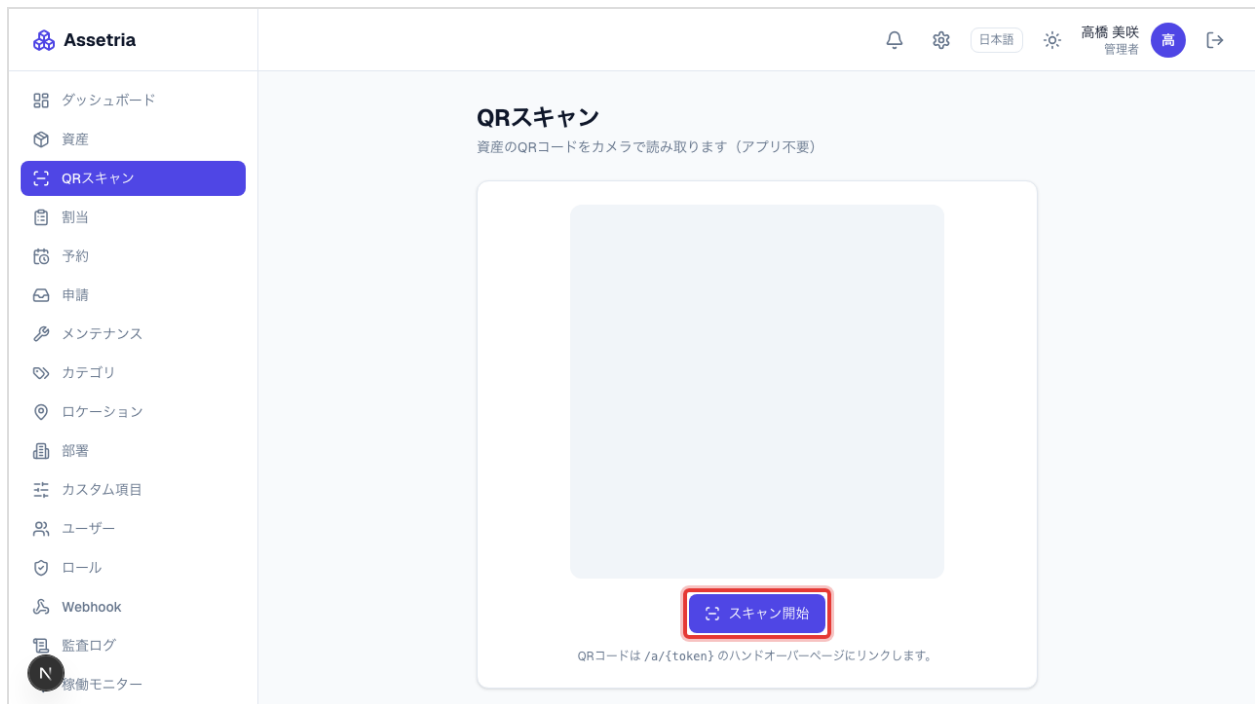 Assetria
日本語
高橋 美咲
管理者
高
ダッシュボード
資産
QRスキャン
割当
予約
申請
メンテナンス
カテゴリ
ロケーション
部署
カスタム項目
ユーザー
ロール
Webhook
監査ログ
N
稼働モニター
QRスキャン
資産のQRコードをカメラで読み取ります（アプリ不要）
スキャン開始
QRコードは /a/{token} のハンドオーバーページにリンクします。